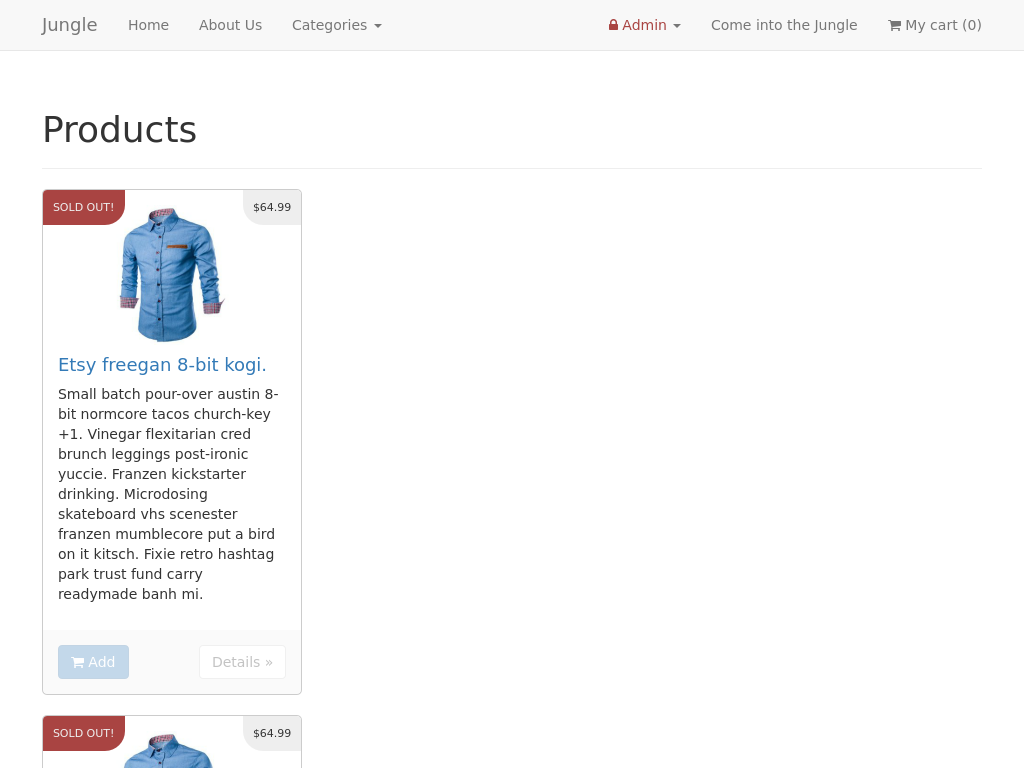 Jungle Home About Us Categories Admin Come into the Jungle My cart (0)
Products
SOLD OUT! $64.99
Etsy freegan 8-bit kogi.
Small batch pour-over austin 8-
bit normcore tacos church-key
+1. Vinegar flexitarian cred
brunch leggings post-ironic
yuccie. Franzen kickstarter
drinking. Microdosing
skateboard vhs scenester
franzen mumblecore put a bird
on it kitsch. Fixie retro hashtag
park trust fund carry
readymade banh mi.
Add Details »
SOLD OUT! $64.99